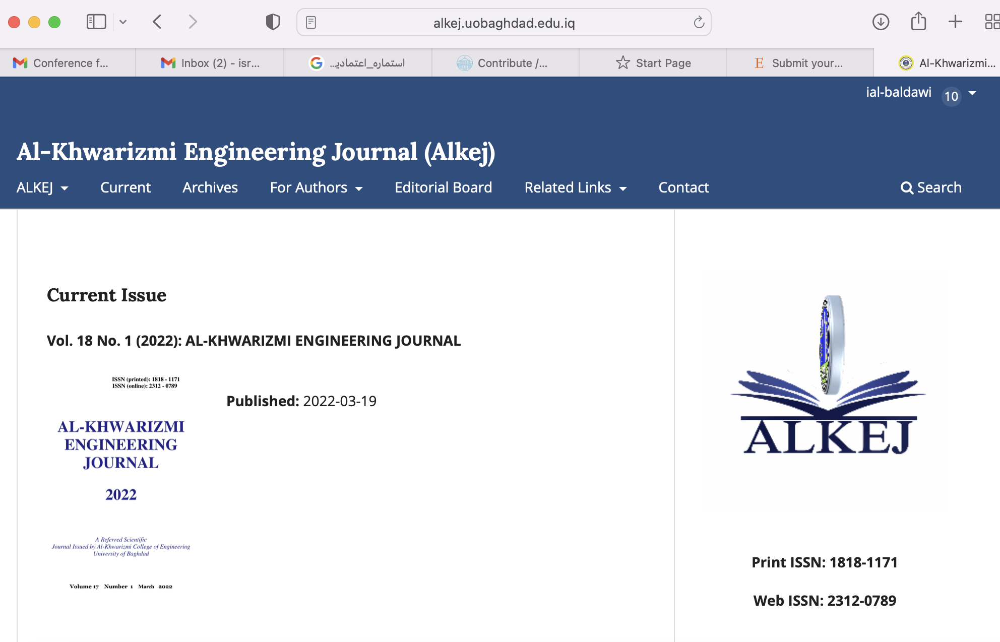 alkej.uobaghdad.edu.iq
Conference f...
Inbox (2) - isr...
استماره_اعتمادي...
Contribute /...
Start Page
Submit your...
Al-Khwarizmi...
ial-baldawi 10
Al-Khwarizmi Engineering Journal (Alkej)
ALKEJ Current Archives For Authors Editorial Board Related Links Contact Search
Current Issue
Vol. 18 No. 1 (2022): AL-KHWARIZMI ENGINEERING JOURNAL
ISSN (printed): 1818 - 1171
ISSN (online): 2312 - 0789
AL-KHWARIZMI
ENGINEERING
JOURNAL
2022
A Referred Scientific
Journal Issued by Al-Khwarizmi College of Engineering
University of Baghdad
Volume 17 Number 1 March 2022
Published: 2022-03-19
ALKEJ
Print ISSN: 1818-1171
Web ISSN: 2312-0789